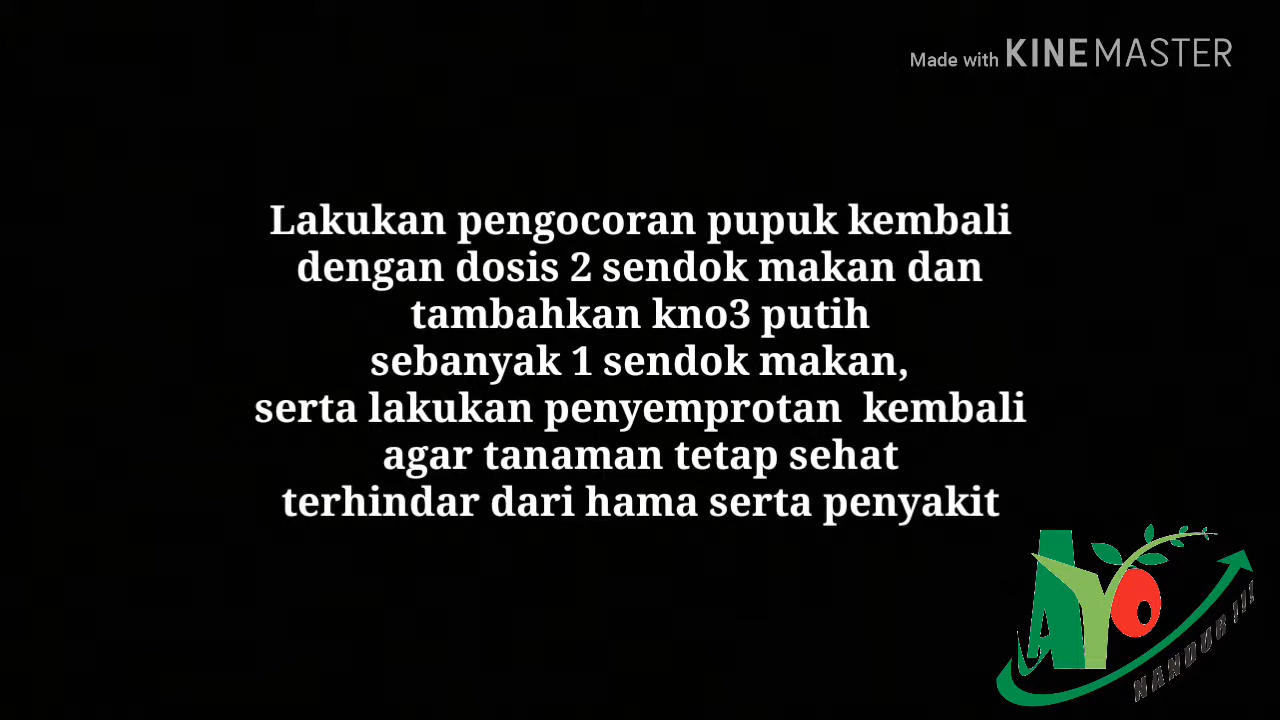 Made with KINEMASTER
Lakukan pengocoran pupuk kembali
dengan dosis 2 sendok makan dan
tambahkan kno3 putih
sebanyak 1 sendok makan,
serta lakukan penyemprotan  kembali
agar tanaman tetap sehat
terhindar dari hama serta penyakit
AYO
NANDUR !!!